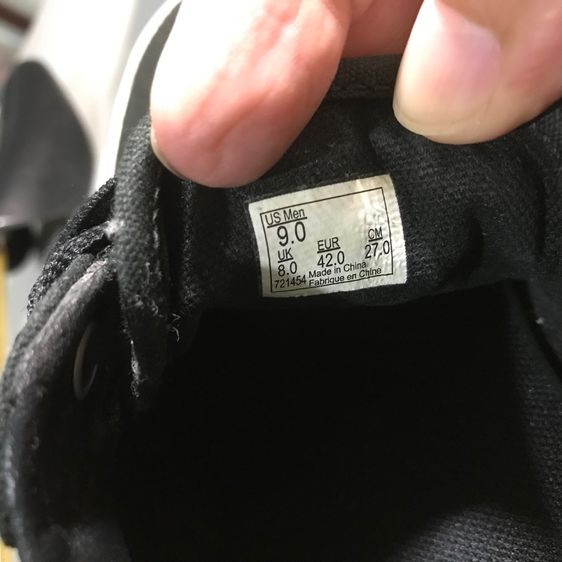 US Men
9.0
UK EUR CM
8.0 42.0 27.0
721454 Made in China
Fabrique en Chine